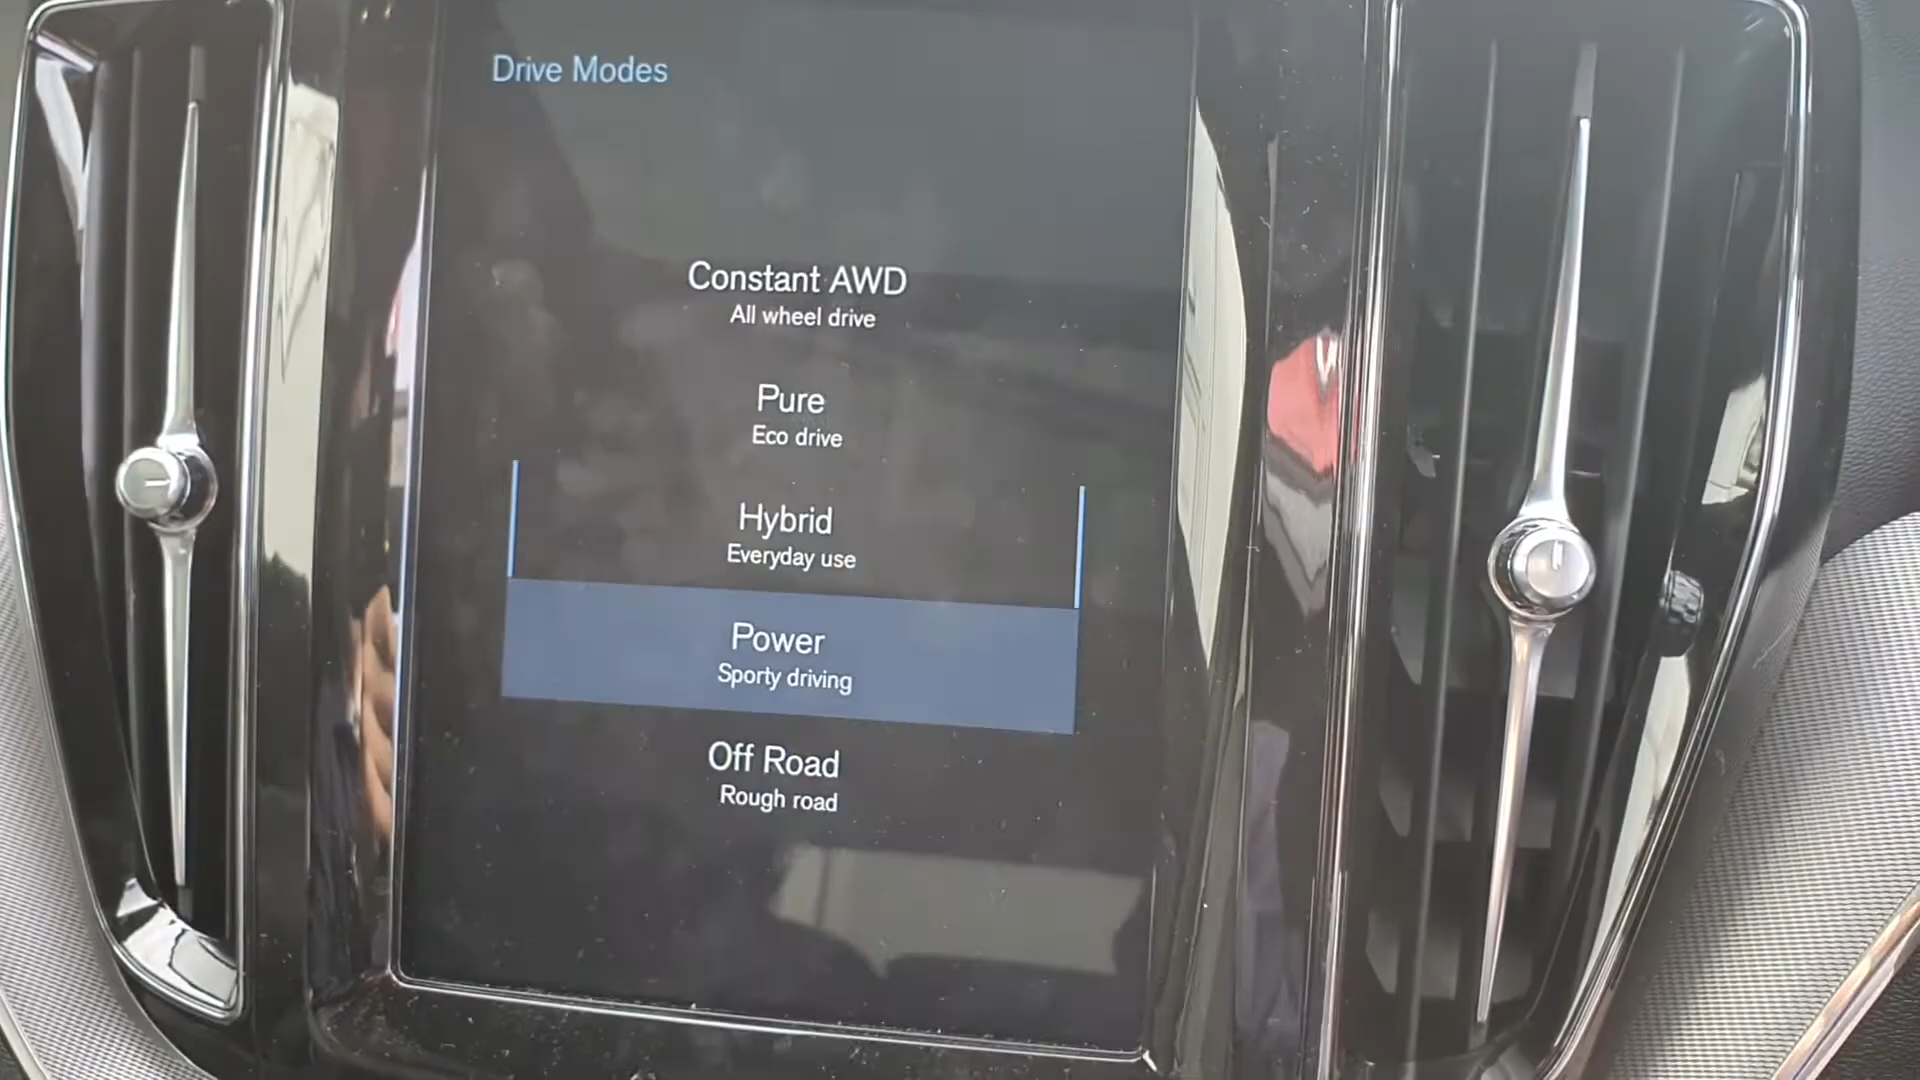 Drive Modes
Constant AWD
All wheel drive
Pure
Eco drive
Hybrid
Everyday use
Power
Sporty driving
Off Road
Rough road